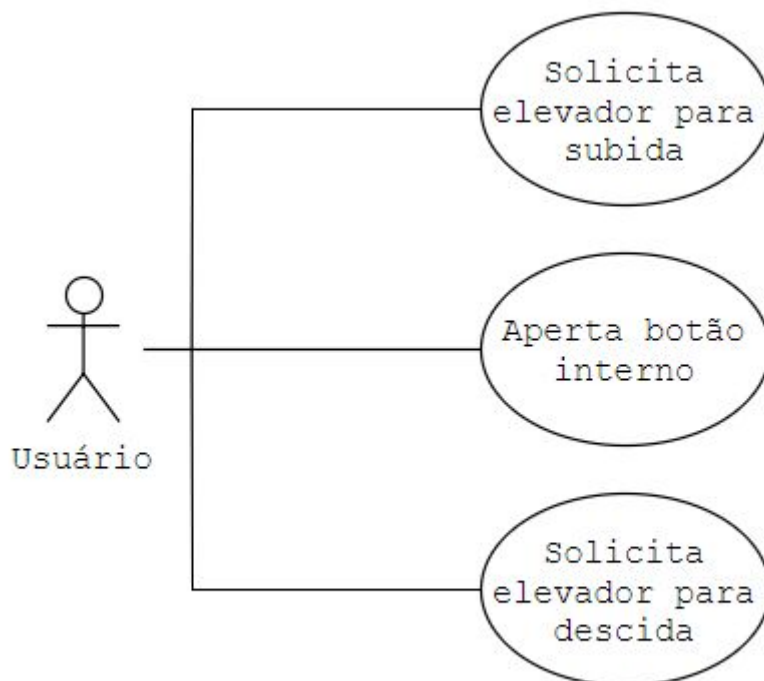 Solicita
elevador para
subida
Aperta botão
interno
Usuário
Solicita
elevador para
descida